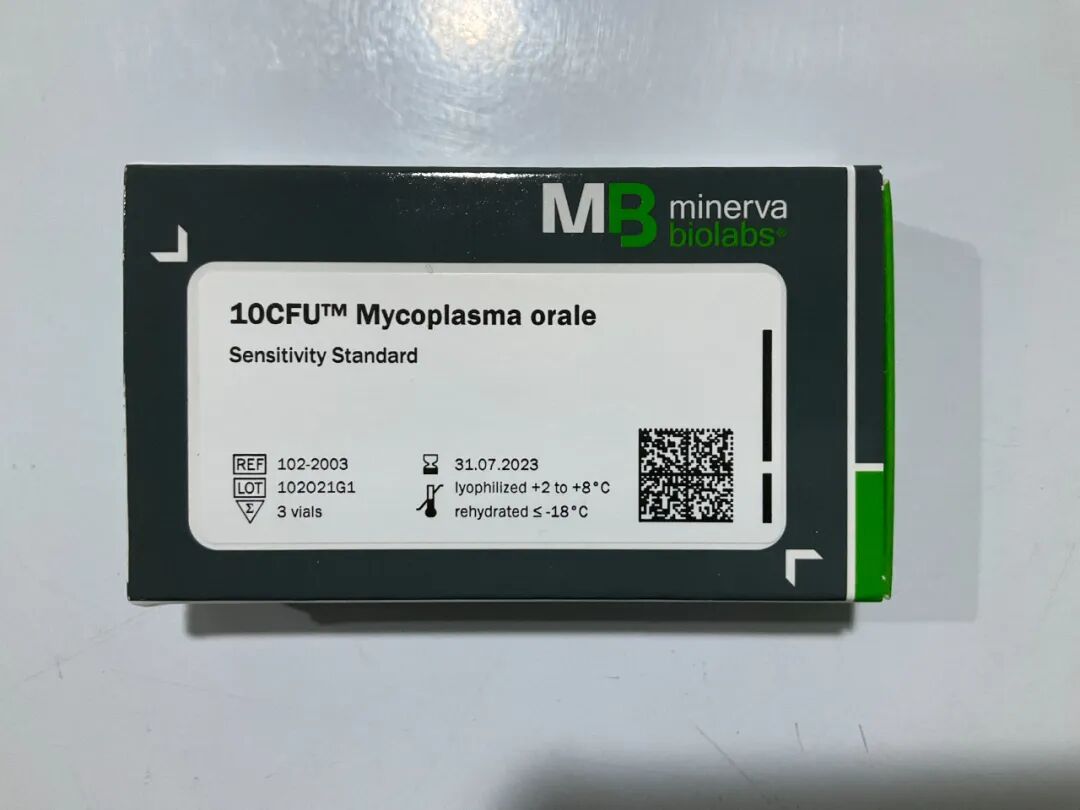 MB minerva
biolabs®
10CFU™ Mycoplasma orale
Sensitivity Standard
REF 102-2003
LOT 102021G1
Σ 3 vials
31.07.2023
lyophilized +2 to +8°C
rehydrated ≤ -18°C